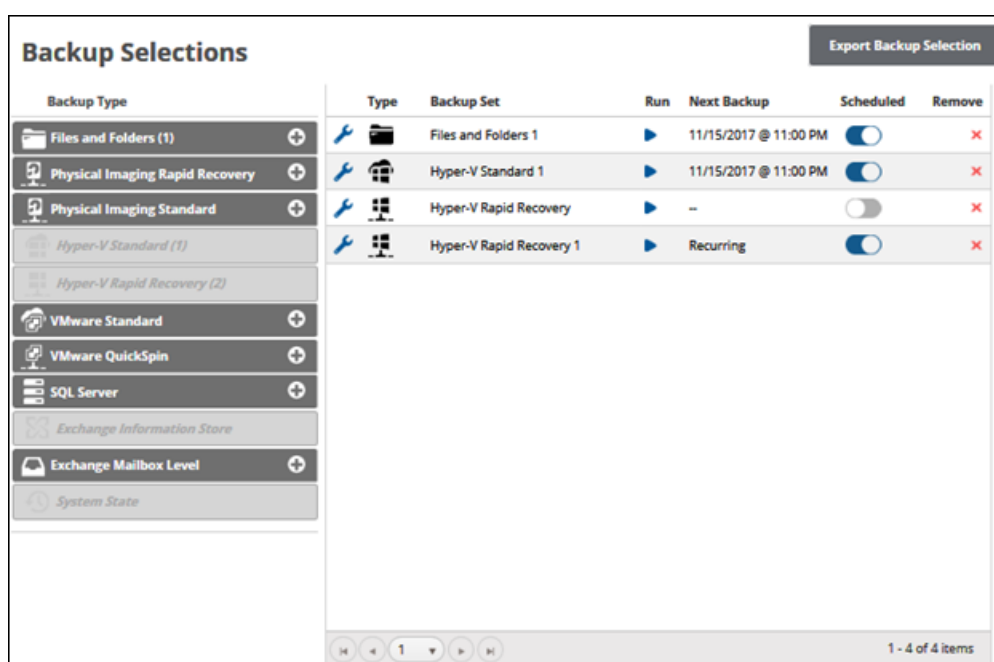 Backup Selections
Export Backup Selection
Backup Type
Files and Folders (1)
Physical Imaging Rapid Recovery
Physical Imaging Standard
Hyper-V Standard (1)
Hyper-V Rapid Recovery (2)
VMware Standard
VMware QuickSpin
SQL Server
Exchange Information Store
Exchange Mailbox Level
System State
Type Backup Set Run Next Backup Scheduled Remove
Files and Folders 1 11/15/2017 @ 11:00 PM
Hyper-V Standard 1 11/15/2017 @ 11:00 PM
Hyper-V Rapid Recovery --
Hyper-V Rapid Recovery 1 Recurring
1 1 - 4 of 4 items